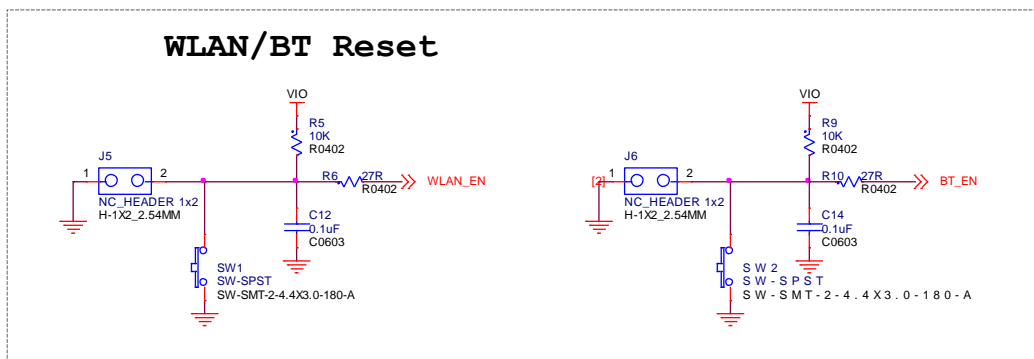 WLAN/BT Reset
VIO
R5
10K
R0402
J5
1
2
NC_HEADER 1x2
H-1X2_2.54MM
R6
27R
R0402
WLAN_EN
C12
0.1uF
C0603
SW1
SW-SPST
SW-SMT-2-4.4X3.0-180-A
VIO
R9
10K
R0402
J6
[2]
1
2
NC_HEADER 1x2
H-1X2_2.54MM
R10
27R
R0402
BT_EN
C14
0.1uF
C0603
SW2
SW-SPST
SW-SMT-2-4.4X3.0-180-A